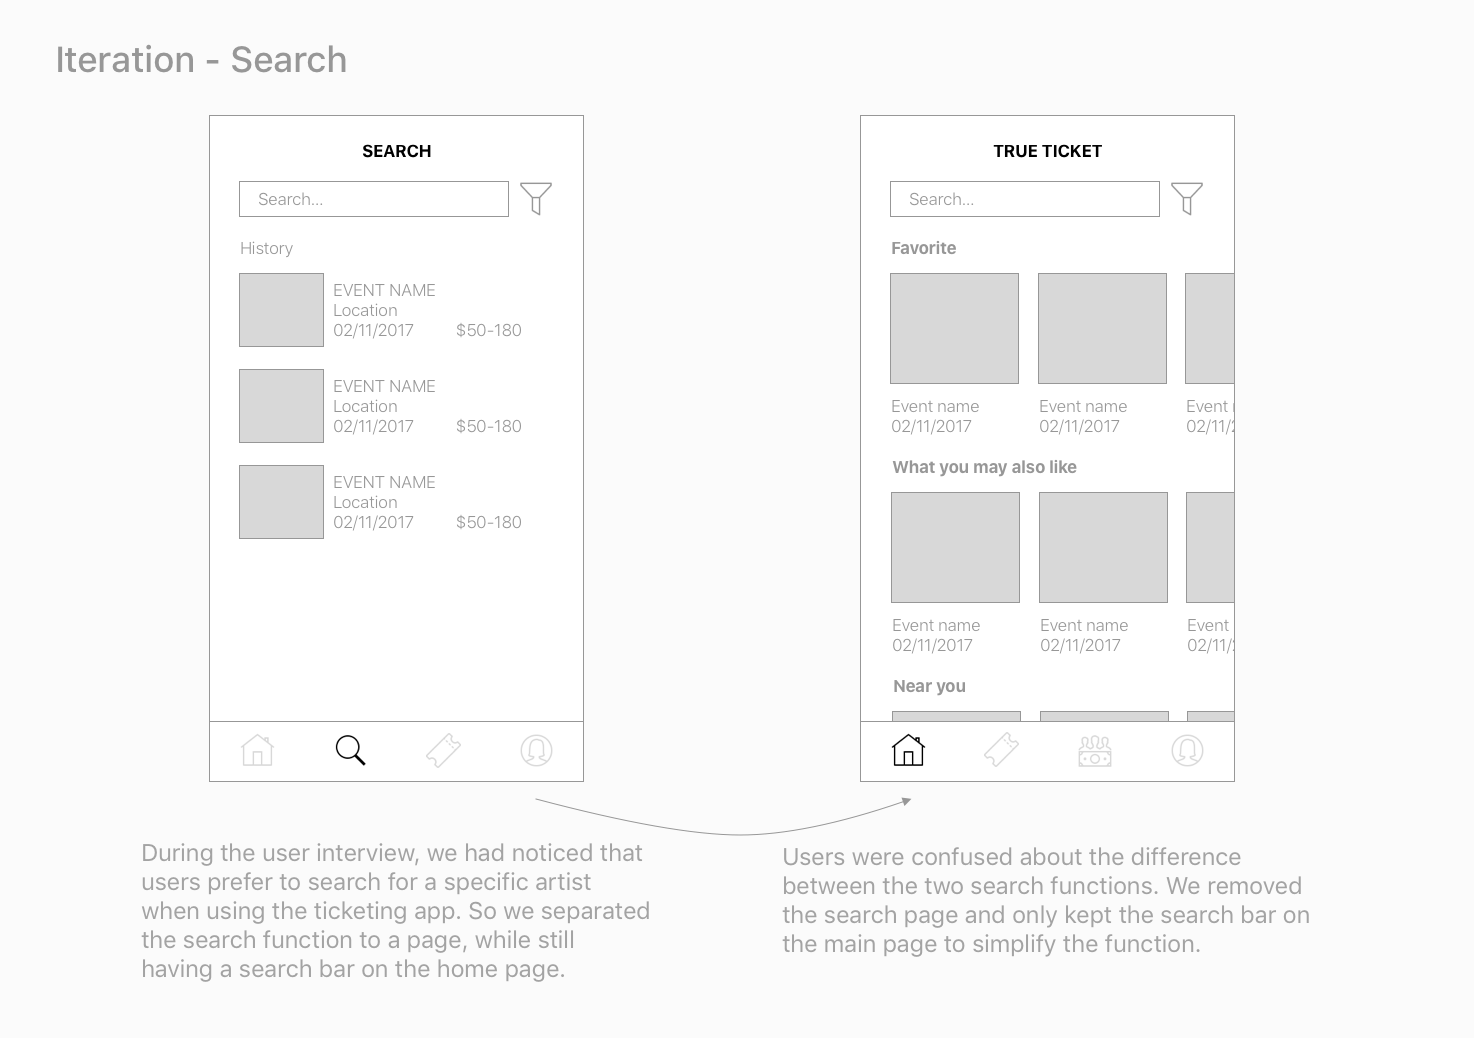 Iteration - Search
SEARCH
Search...
History
EVENT NAME
Location
02/11/2017 $50-180
EVENT NAME
Location
02/11/2017 $50-180
EVENT NAME
Location
02/11/2017 $50-180
During the user interview, we had noticed that
users prefer to search for a specific artist
when using the ticketing app. So we separated
the search function to a page, while still
having a search bar on the home page.
TRUE TICKET
Search...
Favorite
Event name Event name Event
02/11/2017 02/11/2017 02/11/
What you may also like
Event name Event name Event
02/11/2017 02/11/2017 02/11/
Near you
Users were confused about the difference
between the two search functions. We removed
the search page and only kept the search bar on
the main page to simplify the function.